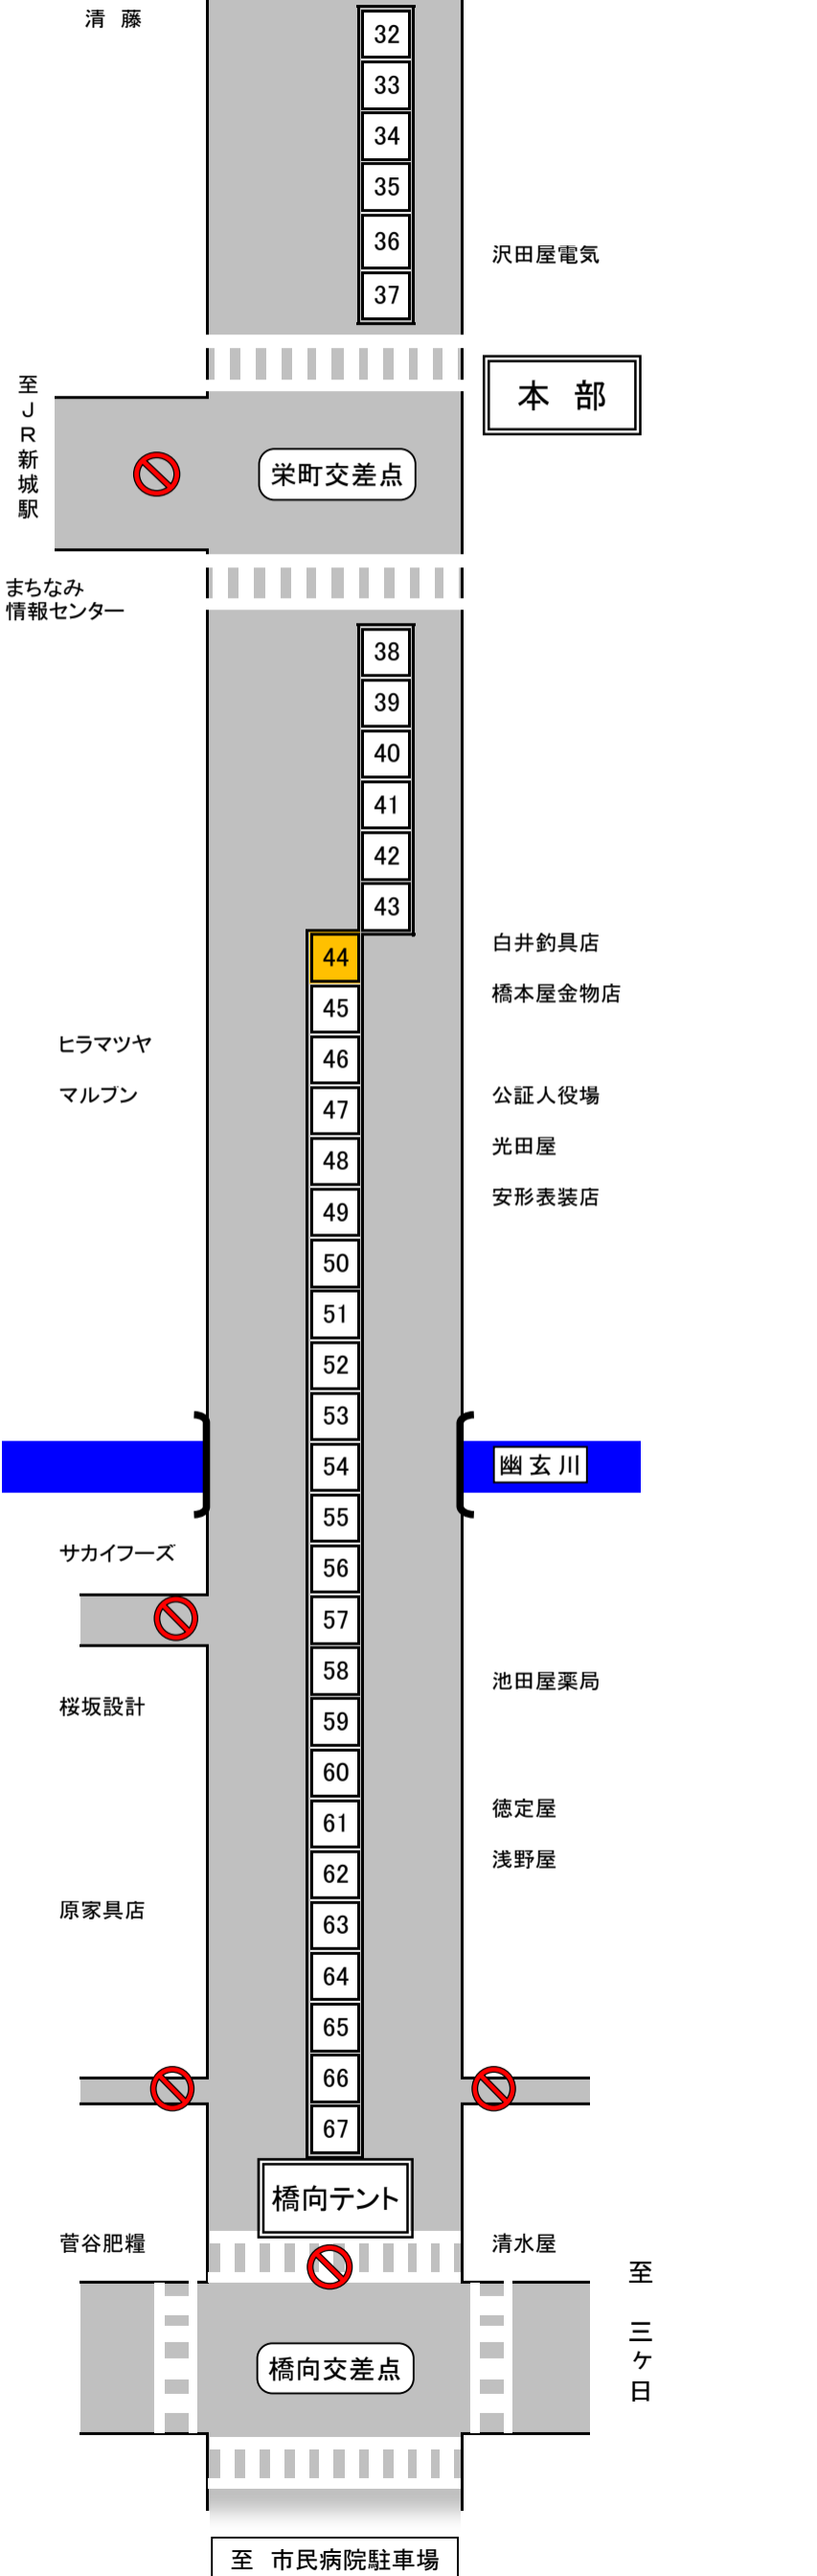 清 藤
32
33
34
35
36
沢田屋電気
37
本 部
至JR新城駅
栄町交差点
まちなみ
情報センター
38
39
40
41
42
43
白井釣具店
44
橋本屋金物店
45
ヒラマツヤ
46
マルブン
47
公証人役場
48
光田屋
49
安形表装店
50
51
52
53
54
幽玄川
55
サカイフーズ
56
57
58
池田屋薬局
桜坂設計
59
60
61
徳定屋
62
浅野屋
原家具店
63
64
65
66
67
橋向テント
菅谷肥糧
清水屋
至 三ケ日
橋向交差点
至 市民病院駐車場